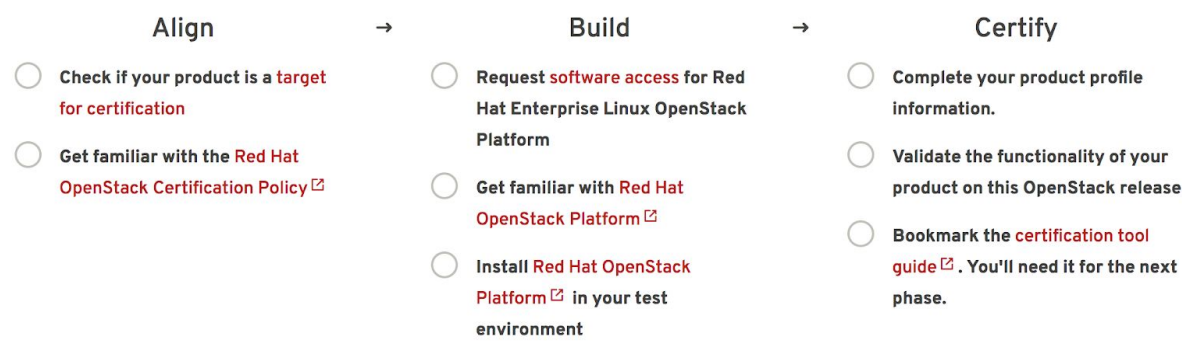 Align → Build → Certify
Check if your product is a target
for certification
Get familiar with the Red Hat
OpenStack Certification Policy
Request software access for Red
Hat Enterprise Linux OpenStack
Platform
Get familiar with Red Hat
OpenStack Platform
Install Red Hat OpenStack
Platform in your test
environment
Complete your product profile
information.
Validate the functionality of your
product on this OpenStack release
Bookmark the certification tool
guide . You'll need it for the next
phase.